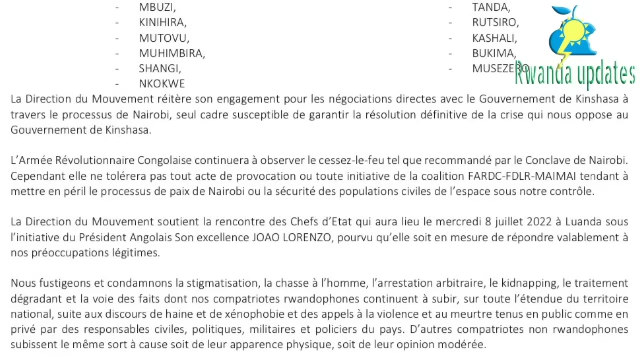 - MBUZI,
- KINIHIRA,
- MUTOVU,
- MUHIMBIRA,
- SHANGI,
- NKOKWE
- TANDA,
- RUTSIRO,
- KASHALI,
- BUKIMA,
- MUSEZERO
Rwanda updates
La Direction du Mouvement réitère son engagement pour les négociations directes avec le Gouvernement de Kinshasa à
travers le processus de Nairobi, seul cadre susceptible de garantir la résolution définitive de la crise qui nous oppose au
Gouvernement de Kinshasa.
L'Armée Révolutionnaire Congolaise continuera à observer le cessez-le-feu tel que recommandé par le Conclave de Nairobi.
Cependant elle ne tolérera pas tout acte de provocation ou toute initiative de la coalition FARDC-FDLR-MAIMAI tendant à
mettre en péril le processus de paix de Nairobi ou la sécurité des populations civiles de l'espace sous notre contrôle.
La Direction du Mouvement soutient la rencontre des Chefs d'Etat qui aura lieu le mercredi 8 juillet 2022 à Luanda sous
l'initiative du Président Angolais Son excellence JOAO LORENZO, pourvu qu'elle soit en mesure de répondre valablement à
nos préoccupations légitimes.
Nous fustigeons et condamnons la stigmatisation, la chasse à l'homme, l'arrestation arbitraire, le kidnapping, le traitement
dégradant et la voie des faits dont nos compatriotes rwandophones continuent à subir, sur toute l'étendue du territoire
national, suite aux discours de haine et de xénophobie et des appels à la violence et au meurtre tenus en public comme en
privé par des responsables civiles, politiques, militaires et policiers du pays. D'autres compatriotes non rwandophones
subissent le même sort à cause soit de leur apparence physique, soit de leur opinion modérée.